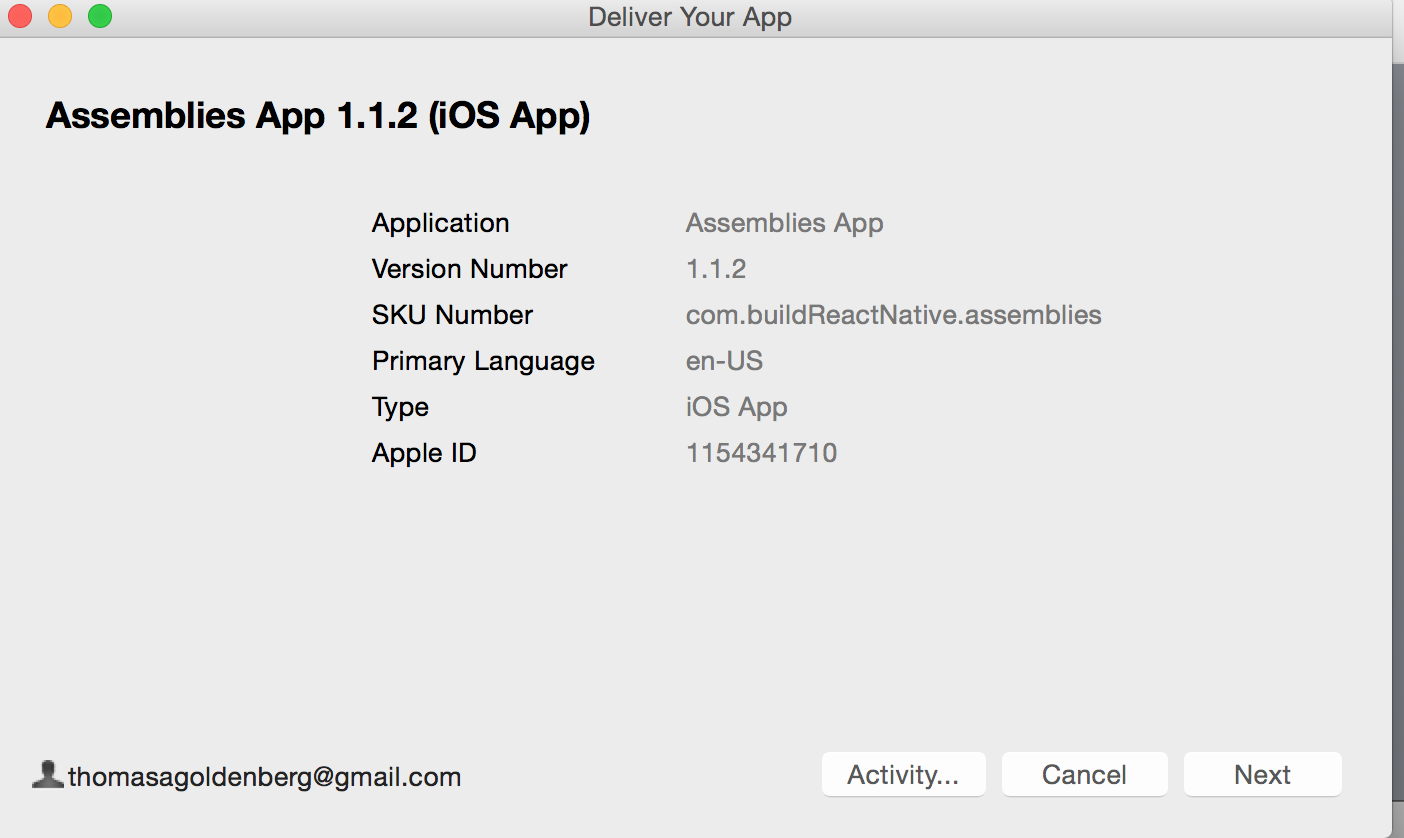 Deliver Your App
Assemblies App 1.1.2 (iOS App)
Application Assemblies App
Version Number 1.1.2
SKU Number com.buildReactNative.assemblies
Primary Language en-US
Type iOS App
Apple ID 1154341710
thomasagoldenberg@gmail.com Activity... Cancel Next